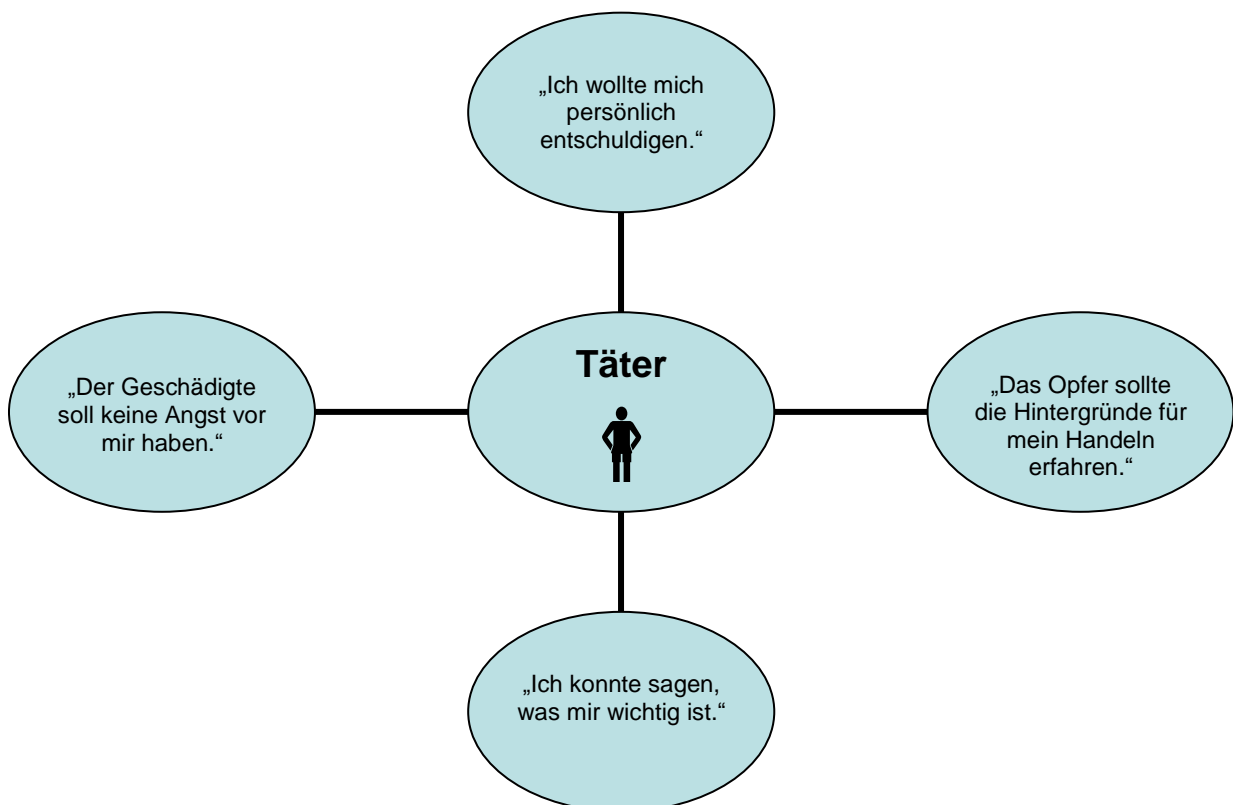 „Ich wollte mich
persönlich
entschuldigen.“
Täter
„Der Geschädigte
soll keine Angst vor
mir haben.“
„Das Opfer sollte
die Hintergründe für
mein Handeln
erfahren.“
„Ich konnte sagen,
was mir wichtig ist.“